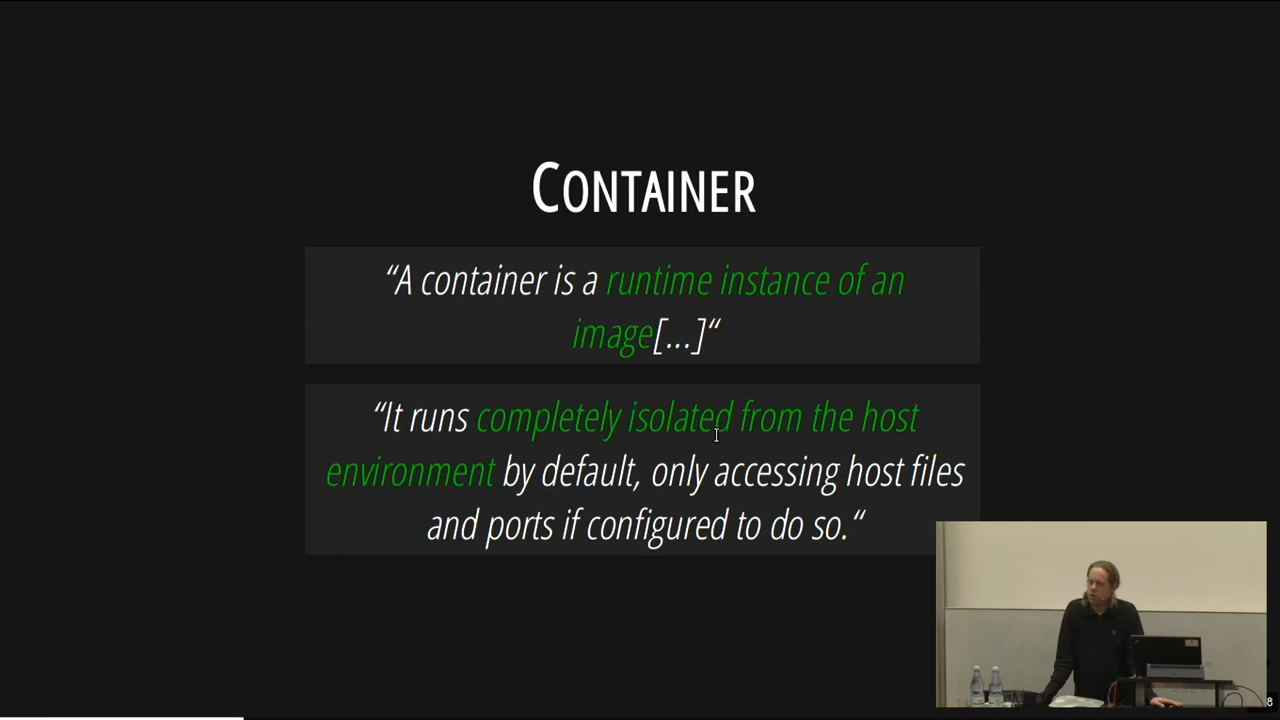 CONTAINER
“A container is a runtime instance of an
image[...]“
“It runs completely isolated from the host
environment by default, only accessing host files
and ports if configured to do so.“
8